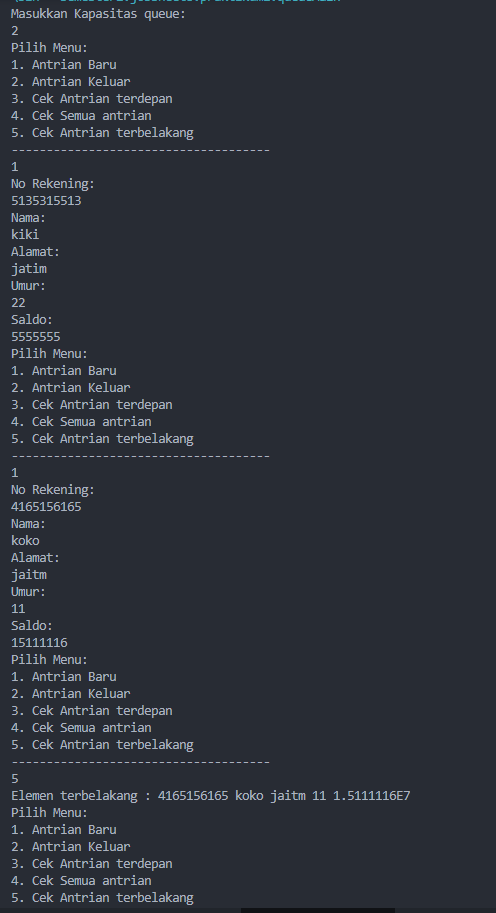 Masukkan Kapasitas queue:
2
Pilih Menu:
1. Antrian Baru
2. Antrian Keluar
3. Cek Antrian terdepan
4. Cek Semua antrian
5. Cek Antrian terbelakang
-------------------------------------
1
No Rekening:
5135315513
Nama:
kiki
Alamat:
jatim
Umur:
22
Saldo:
5555555
Pilih Menu:
1. Antrian Baru
2. Antrian Keluar
3. Cek Antrian terdepan
4. Cek Semua antrian
5. Cek Antrian terbelakang
-------------------------------------
1
No Rekening:
4165156165
Nama:
koko
Alamat:
jaitm
Umur:
11
Saldo:
15111116
Pilih Menu:
1. Antrian Baru
2. Antrian Keluar
3. Cek Antrian terdepan
4. Cek Semua antrian
5. Cek Antrian terbelakang
-------------------------------------
5
Elemen terbelakang : 4165156165 koko jaitm 11 1.5111116E7
Pilih Menu:
1. Antrian Baru
2. Antrian Keluar
3. Cek Antrian terdepan
4. Cek Semua antrian
5. Cek Antrian terbelakang